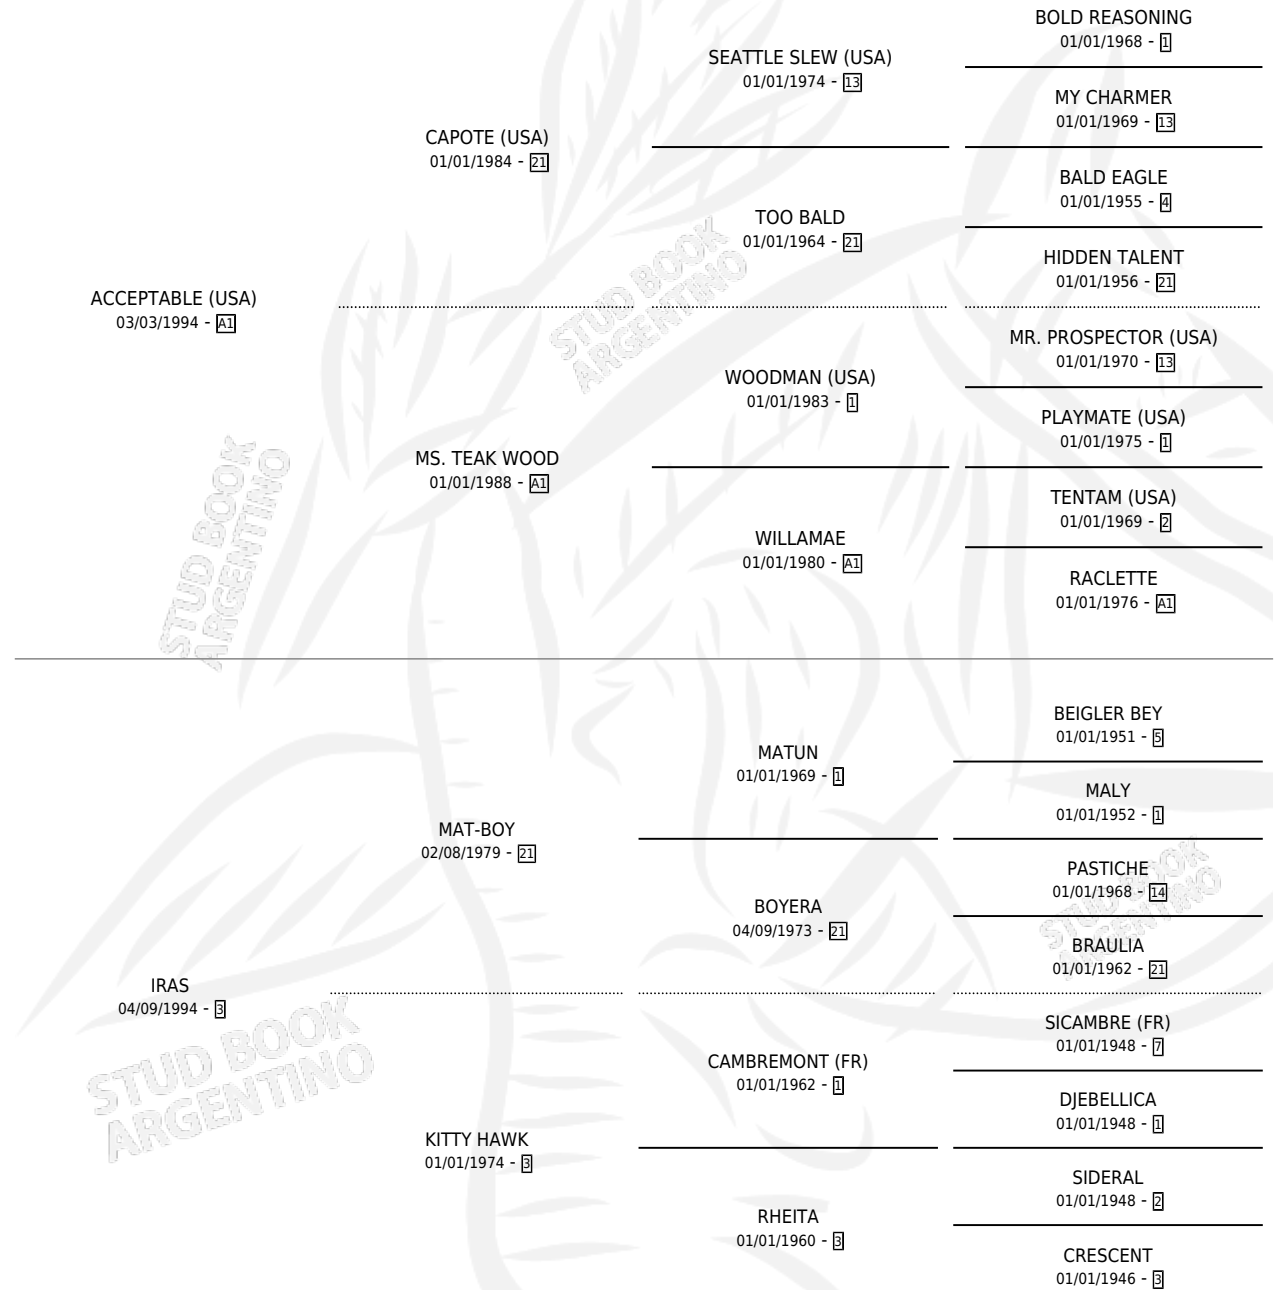 BOLD REASONING
01/01/1968 - 1
SEATTLE SLEW (USA)
01/01/1974 - 13
MY CHARMER
01/01/1969 - 13
CAPOTE (USA)
01/01/1984 - 21
BALD EAGLE
01/01/1955 - 4
TOO BALD
01/01/1964 - 21
HIDDEN TALENT
01/01/1956 - 21
ACCEPTABLE (USA)
03/03/1994 - A1
MR. PROSPECTOR (USA)
01/01/1970 - 13
WOODMAN (USA)
01/01/1983 - 1
PLAYMATE (USA)
01/01/1975 - 1
MS. TEAK WOOD
01/01/1988 - A1
TENTAM (USA)
01/01/1969 - 2
WILLAMAE
01/01/1980 - A1
RACLETTE
01/01/1976 - A1
BEIGLER BEY
01/01/1951 - 5
MATUN
01/01/1969 - 1
MALY
01/01/1952 - 1
MAT-BOY
02/08/1979 - 21
PASTICHE
01/01/1968 - 14
BOYERA
04/09/1973 - 21
BRAULIA
01/01/1962 - 21
IRAS
04/09/1994 - 3
SICAMBRE (FR)
01/01/1948 - 7
CAMBREMONT (FR)
01/01/1962 - 1
DJEBELLICA
01/01/1948 - 1
KITTY HAWK
01/01/1974 - 3
SIDERAL
01/01/1948 - 2
RHEITA
01/01/1960 - 3
CRESCENT
01/01/1946 - 3
STUD BOOK
ARGENTINO
STUD BOOK
ARGENTINO
STUD BOOK
ARGENTINO
STUD BOOK
ARGENTINO